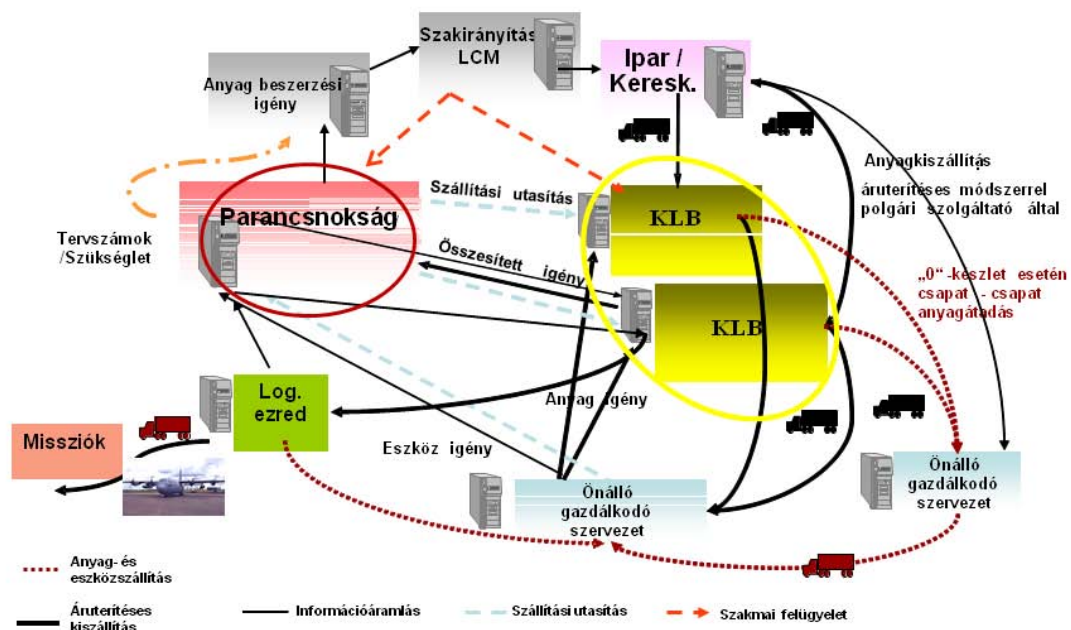 Szakirányítás
LCM
Ipar /
Keresk.
Anyag beszerzési
igény
Anyagkiszállítás
áruterítéses módszerrel
polgári szolgáltató által
Szállítási utasítás
Parancsnokság
KLB
Tervszámok
/Szükséglet
Összesített igény
„0“-készlet esetén
csapat - csapat
anyagátadás
KLB
Log.
ezred
Anyag igény
Missziók
Eszköz igény
Önálló
gazdálkodó
szervezet
Önálló
gazdálkodó
szervezet
Anyag- és
eszközszállítás
Áruterítéses
kiszállítás
Információáramlás
Szállítási utasítás
Szakmai felügyelet